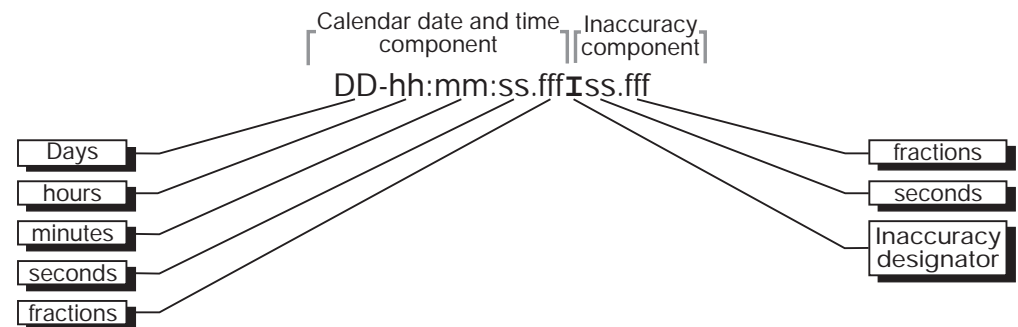 Calendar date and time
component
Inaccuracy
component
DD-hh:mm:ss.fffIss.fff
Days
hours
minutes
seconds
fractions
fractions
seconds
Inaccuracy
designator